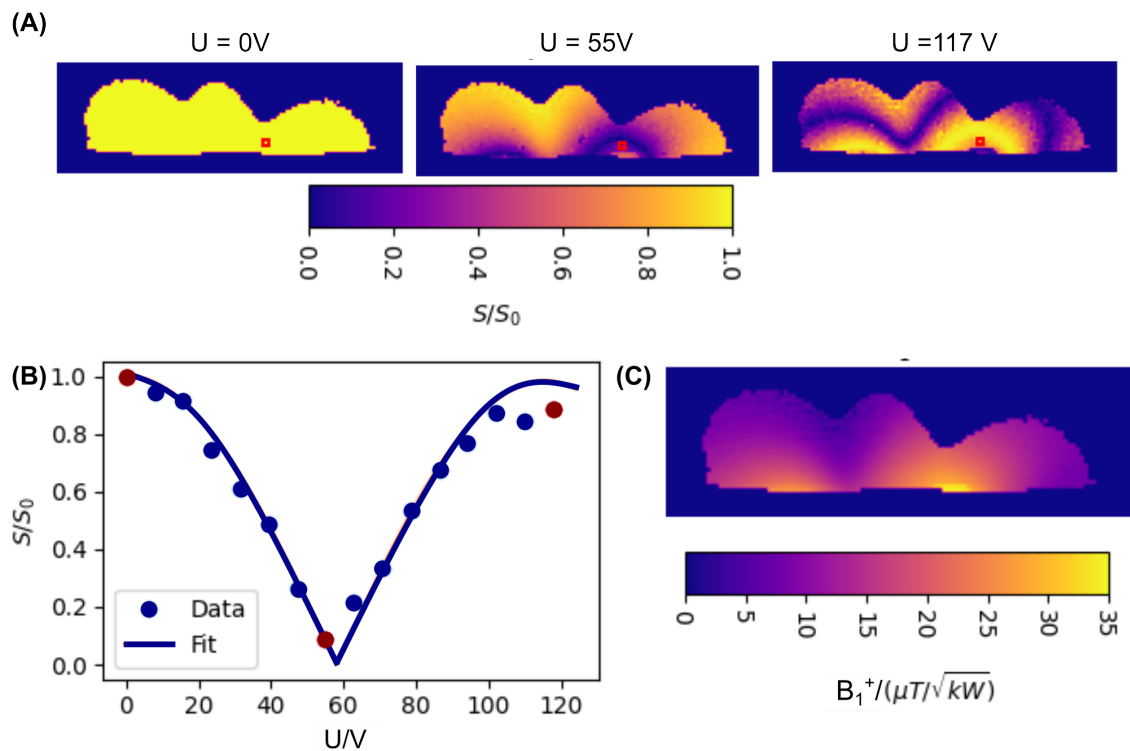 (A)
U = 0V
U = 55V
U =117 V
0.0 0.2 0.4 0.6 0.8 1.0
S/S₀
(B)
1.0
0.8
0.6
0.4
0.2
0.0
S/S₀
Data
Fit
0 20 40 60 80 100 120
U/V
(C)
0 5 10 15 20 25 30 35
B₁⁺/(μT/√kW)